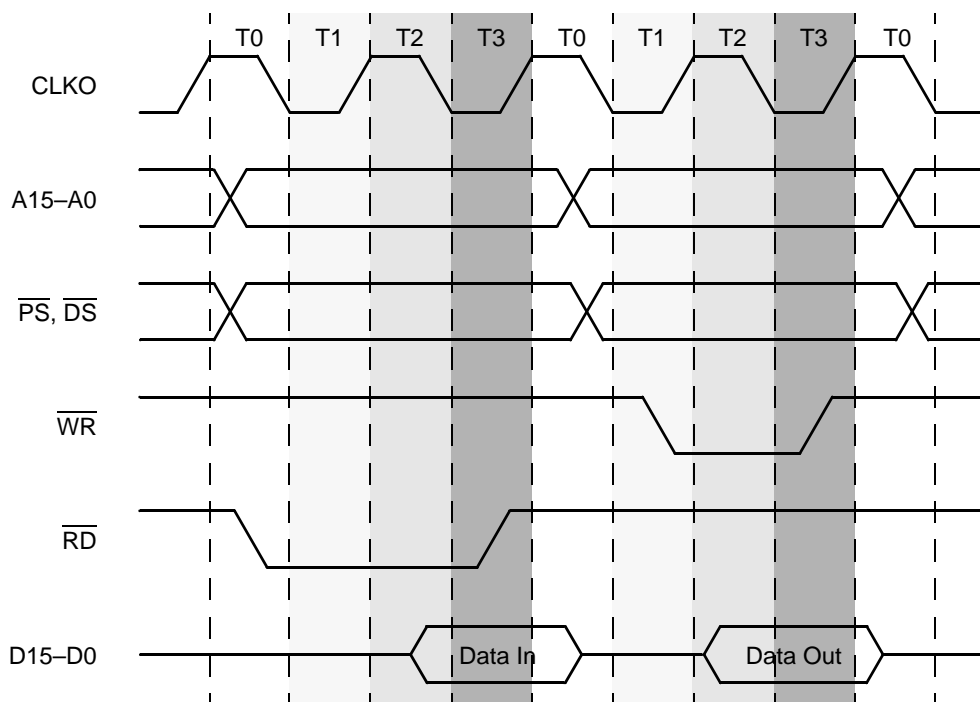 T0 T1 T2 T3 T0 T1 T2 T3 T0
CLKO
A15–A0
PS, DS
WR
RD
D15–D0 Data In Data Out